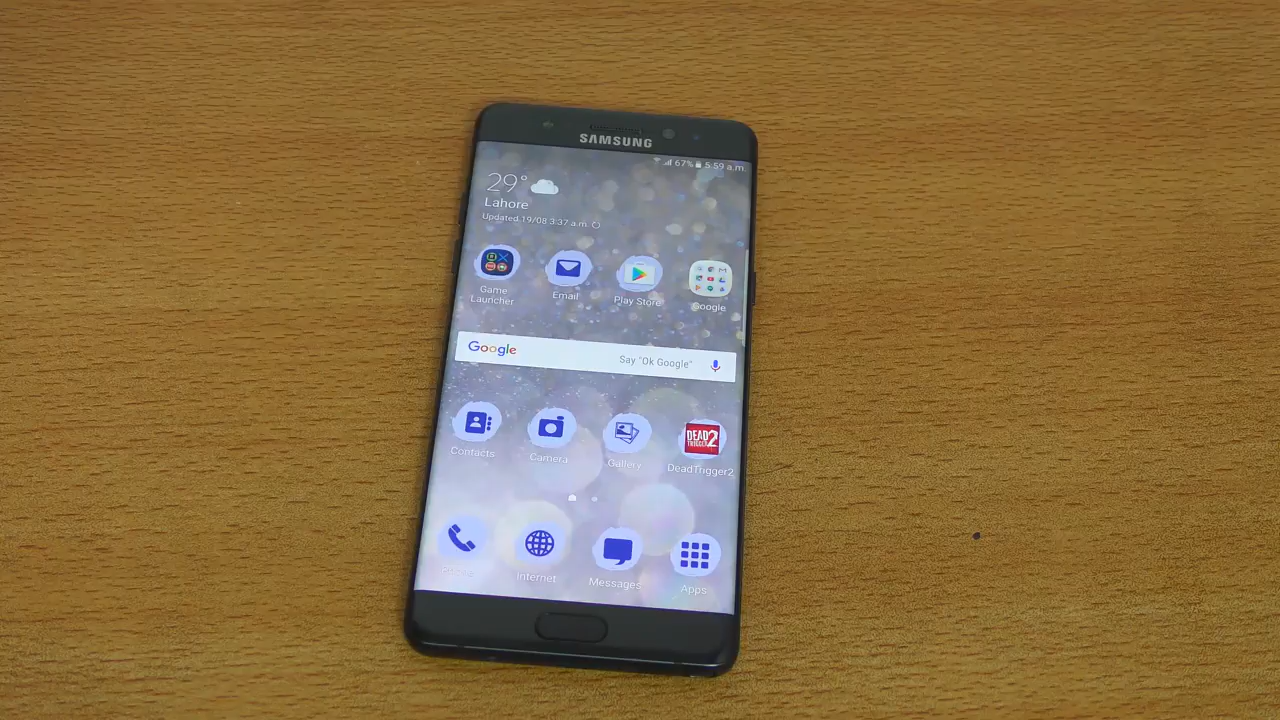 SAMSUNG
67% 5:59 a.m.
29°
Lahore
Updated 19/08 3:37 a.m.
Game Launcher
Email
Play Store
Google
Google
Say "Ok Google"
Contacts
Camera
Gallery
DEAD TRIGGER 2
DeadTrigger2
Phone
Internet
Messages
Apps